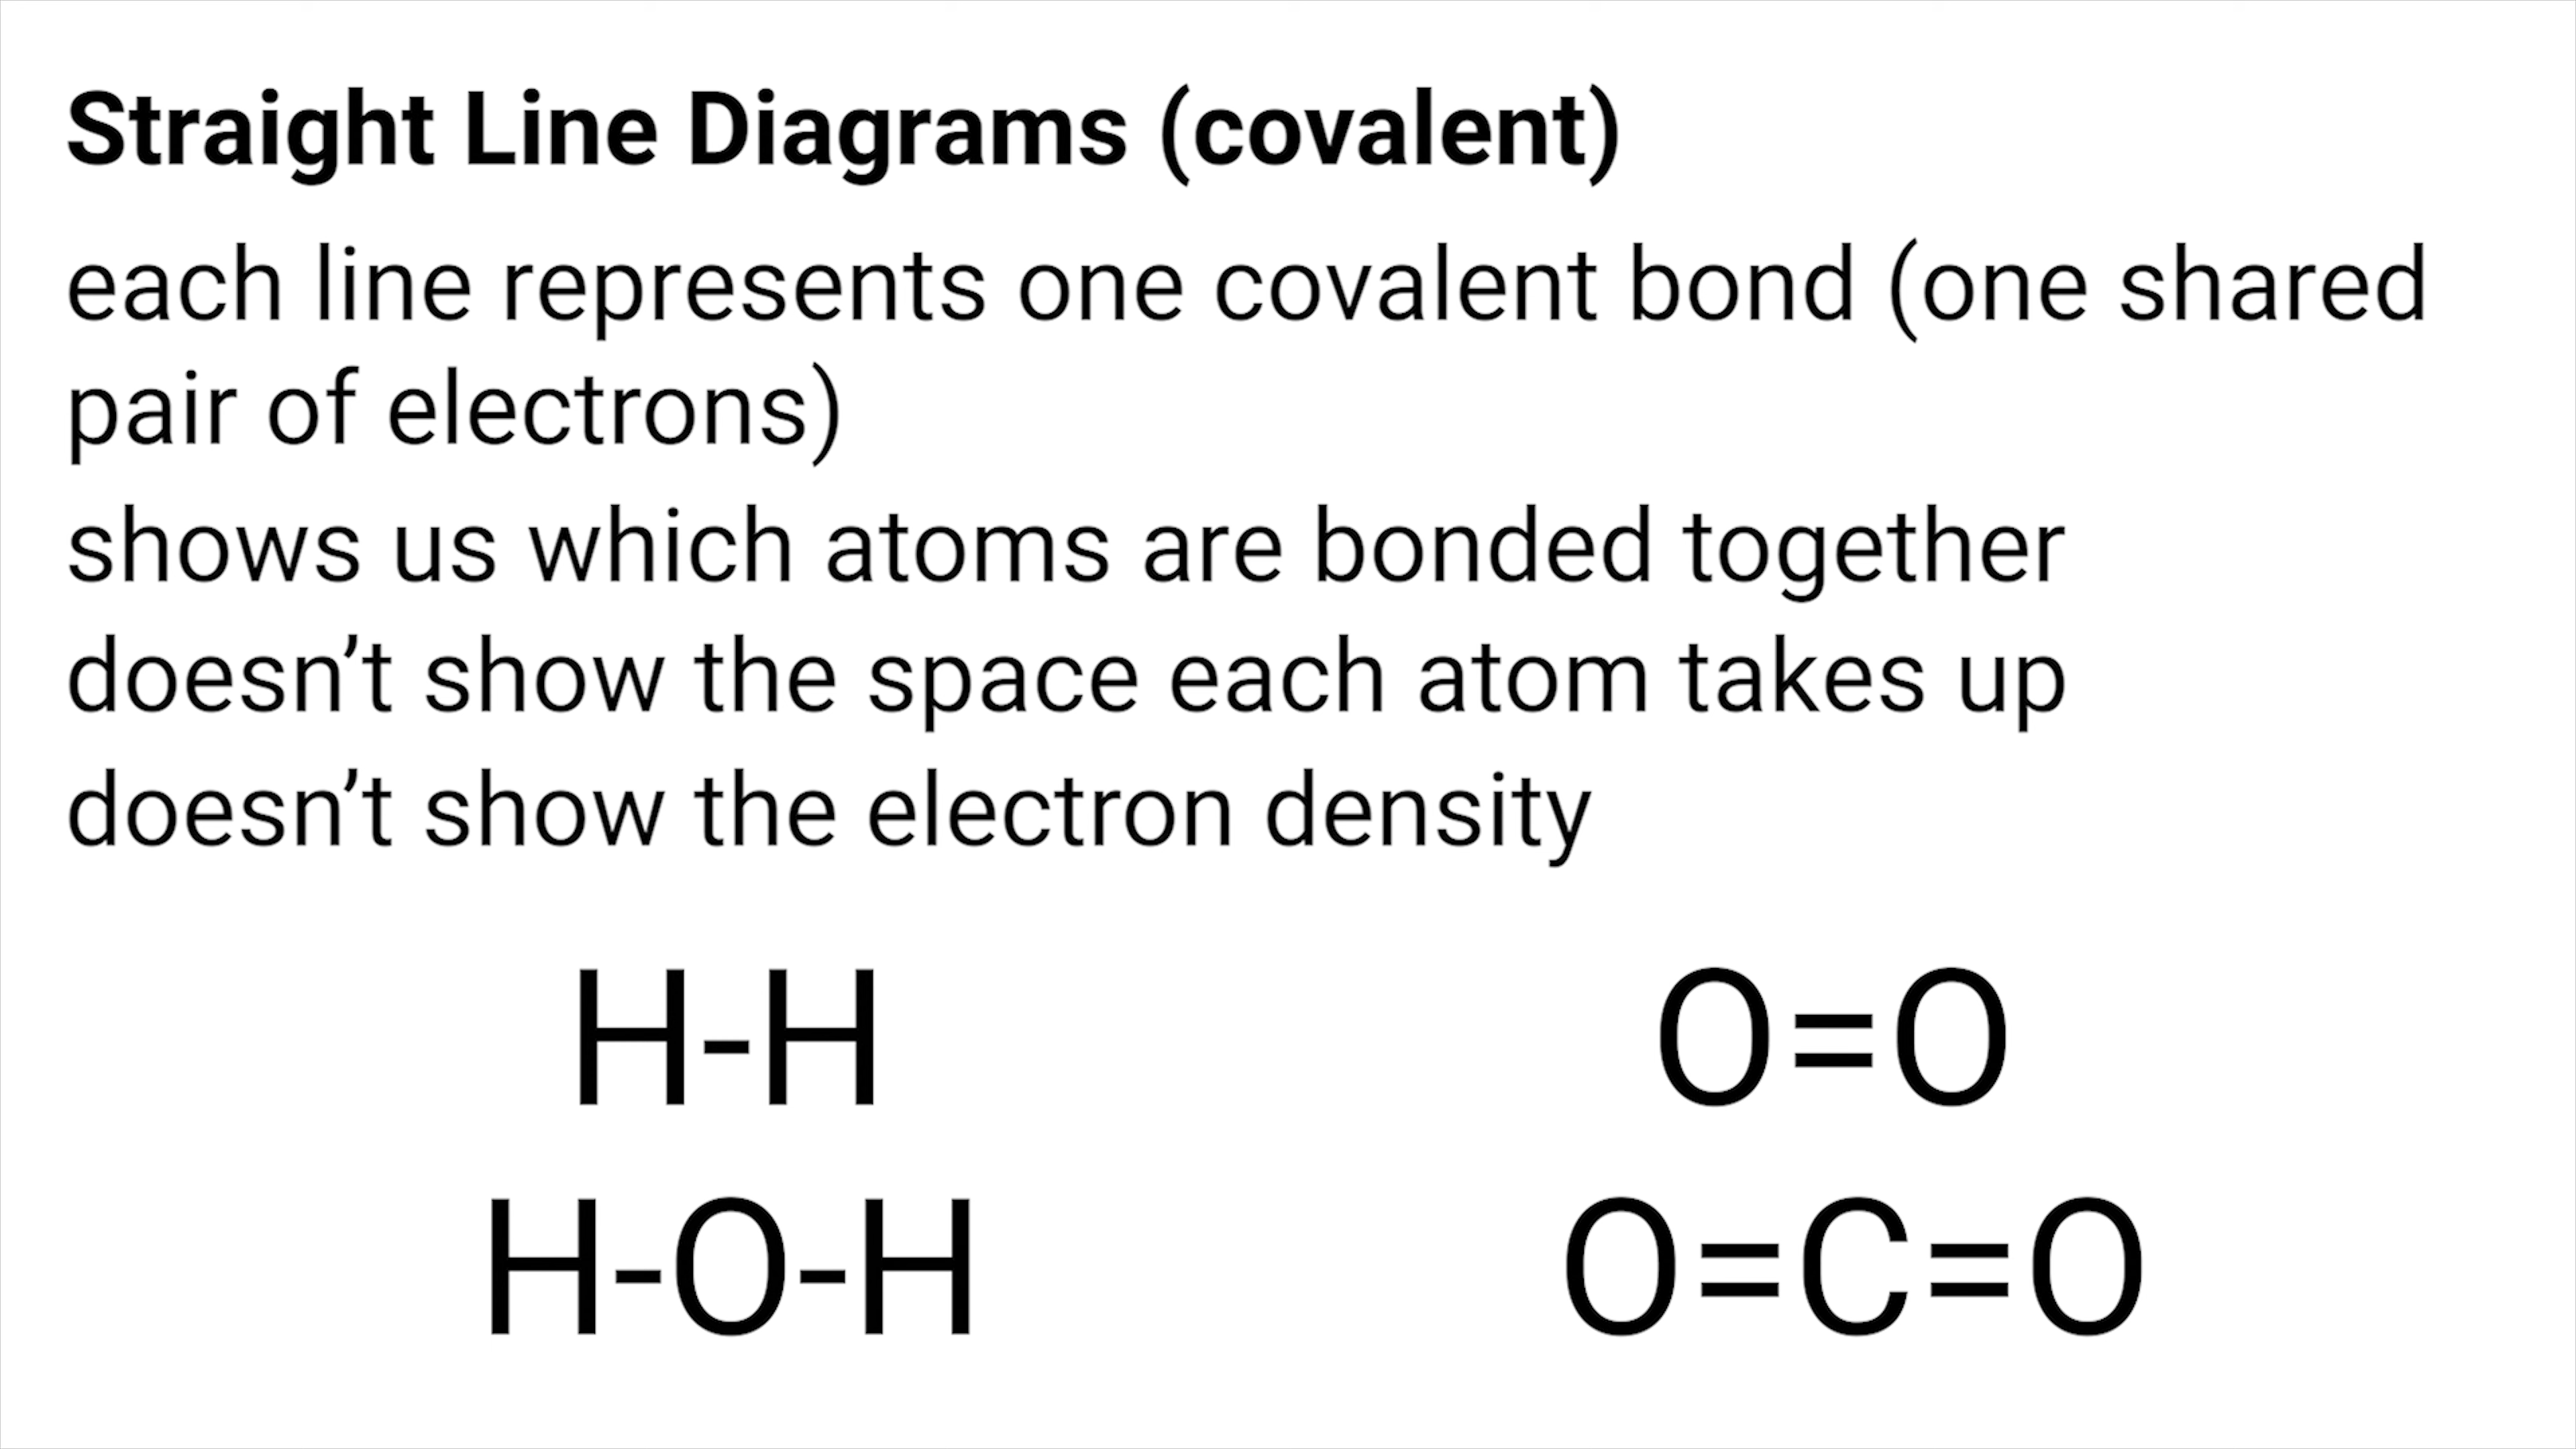 Straight Line Diagrams (covalent)
each line represents one covalent bond (one shared
pair of electrons)
shows us which atoms are bonded together
doesn’t show the space each atom takes up
doesn’t show the electron density
H-H
O=O
H-O-H
O=C=O